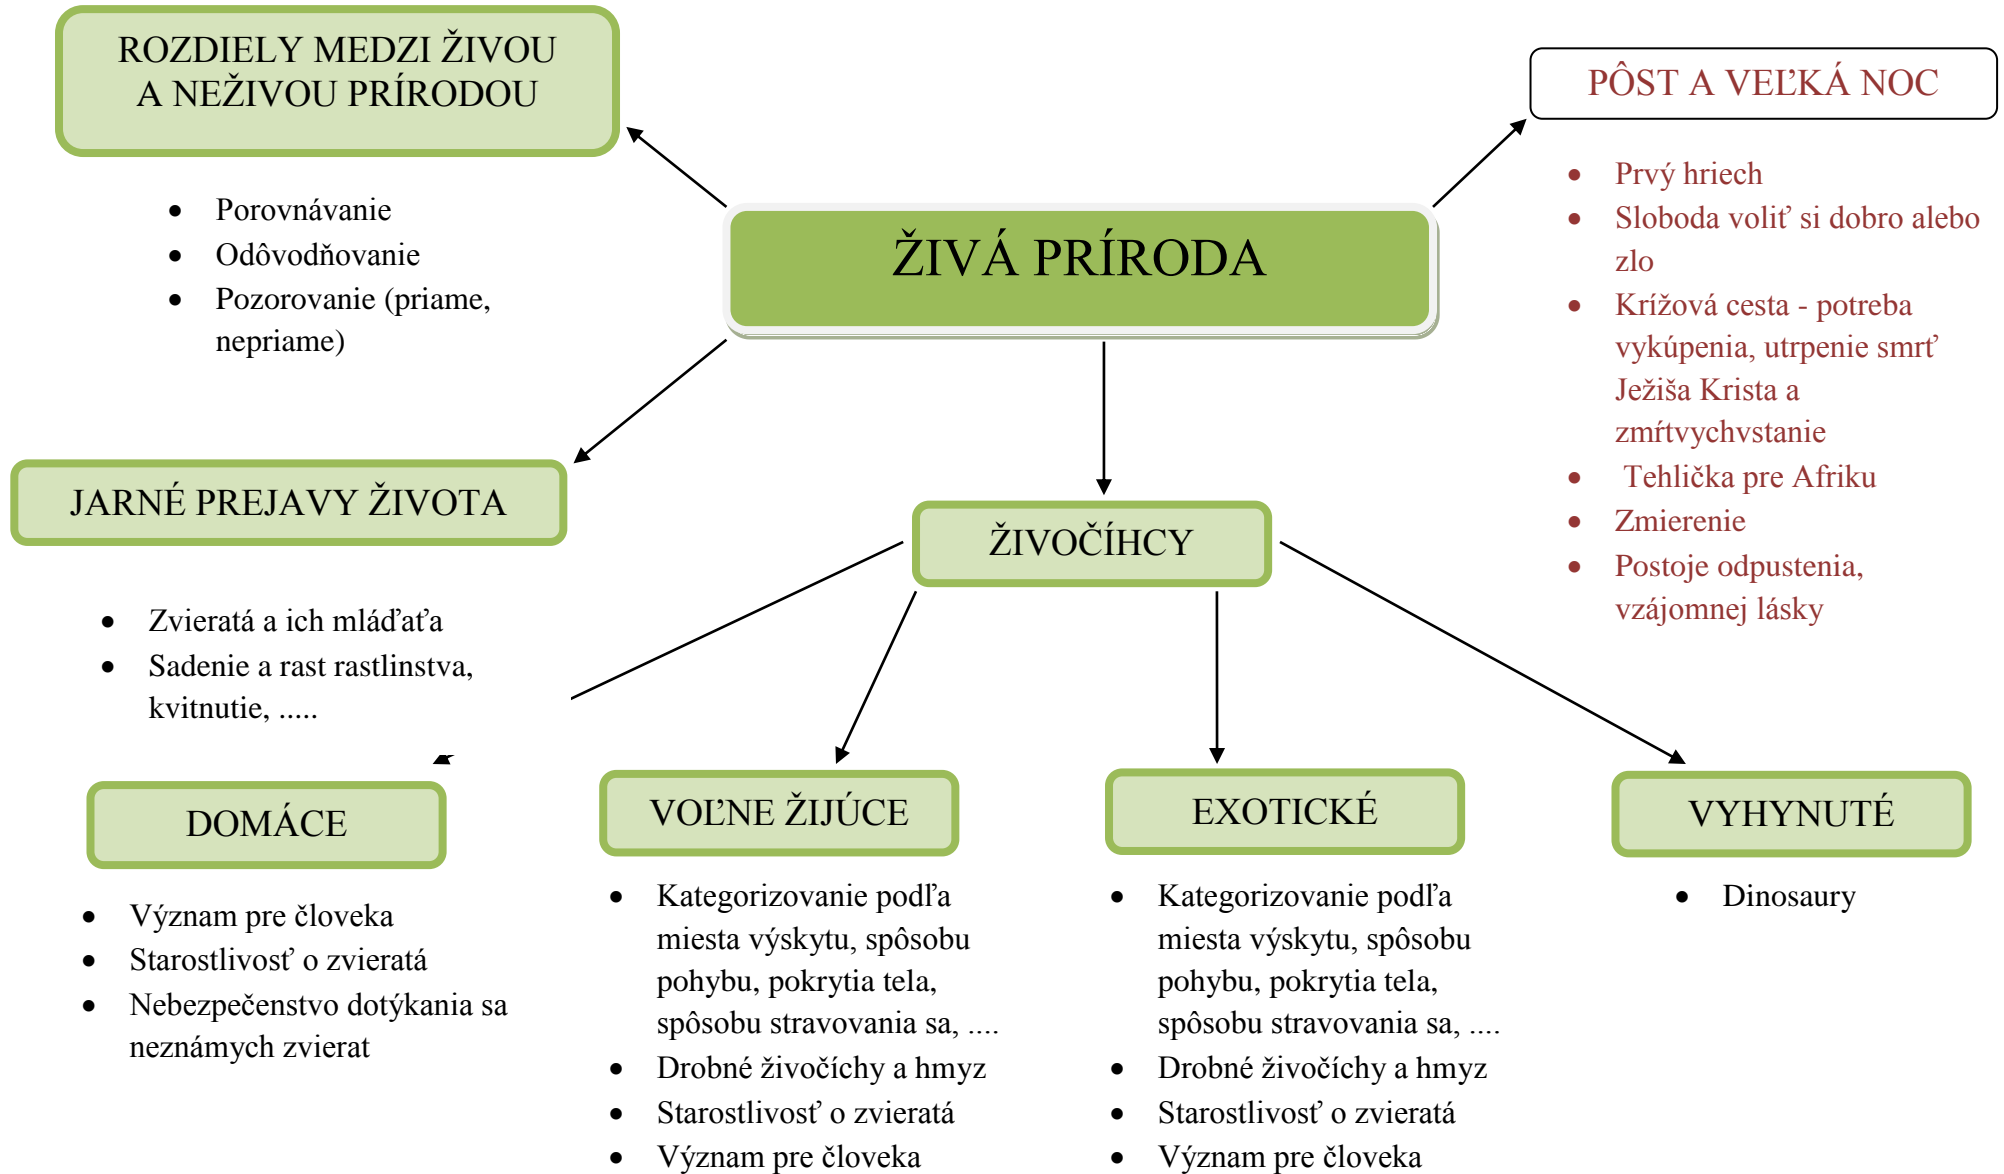 ROZDIELY MEDZI ŽIVOU
A NEŽIVOU PRÍRODOU
• Porovnávanie
• Odôvodňovanie
• Pozorovanie (priame,
nepriame)
ŽIVÁ PRÍRODA
PÔST A VEĽKÁ NOC
• Prvý hriech
• Sloboda voliť si dobro alebo
zlo
• Krížová cesta - potreba
vykúpenia, utrpenie smrť
Ježiša Krista a
zmŕtvychvstanie
• Tehlička pre Afriku
• Zmierenie
• Postoje odpustenia,
vzájomnej lásky
JARNÉ PREJAVY ŽIVOTA
• Zvieratá a ich mláďaťa
• Sadenie a rast rastlinstva,
kvitnutie, .....
ŽIVOČÍHCY
DOMÁCE
• Význam pre človeka
• Starostlivosť o zvieratá
• Nebezpečenstvo dotýkania sa
neznámych zvierat
VOĽNE ŽIJÚCE
• Kategorizovanie podľa
miesta výskytu, spôsobu
pohybu, pokrytia tela,
spôsobu stravovania sa, ....
• Drobné živočíchy a hmyz
• Starostlivosť o zvieratá
• Význam pre človeka
EXOTICKÉ
• Kategorizovanie podľa
miesta výskytu, spôsobu
pohybu, pokrytia tela,
spôsobu stravovania sa, ....
• Drobné živočíchy a hmyz
• Starostlivosť o zvieratá
• Význam pre človeka
VYHYNUTÉ
• Dinosaury